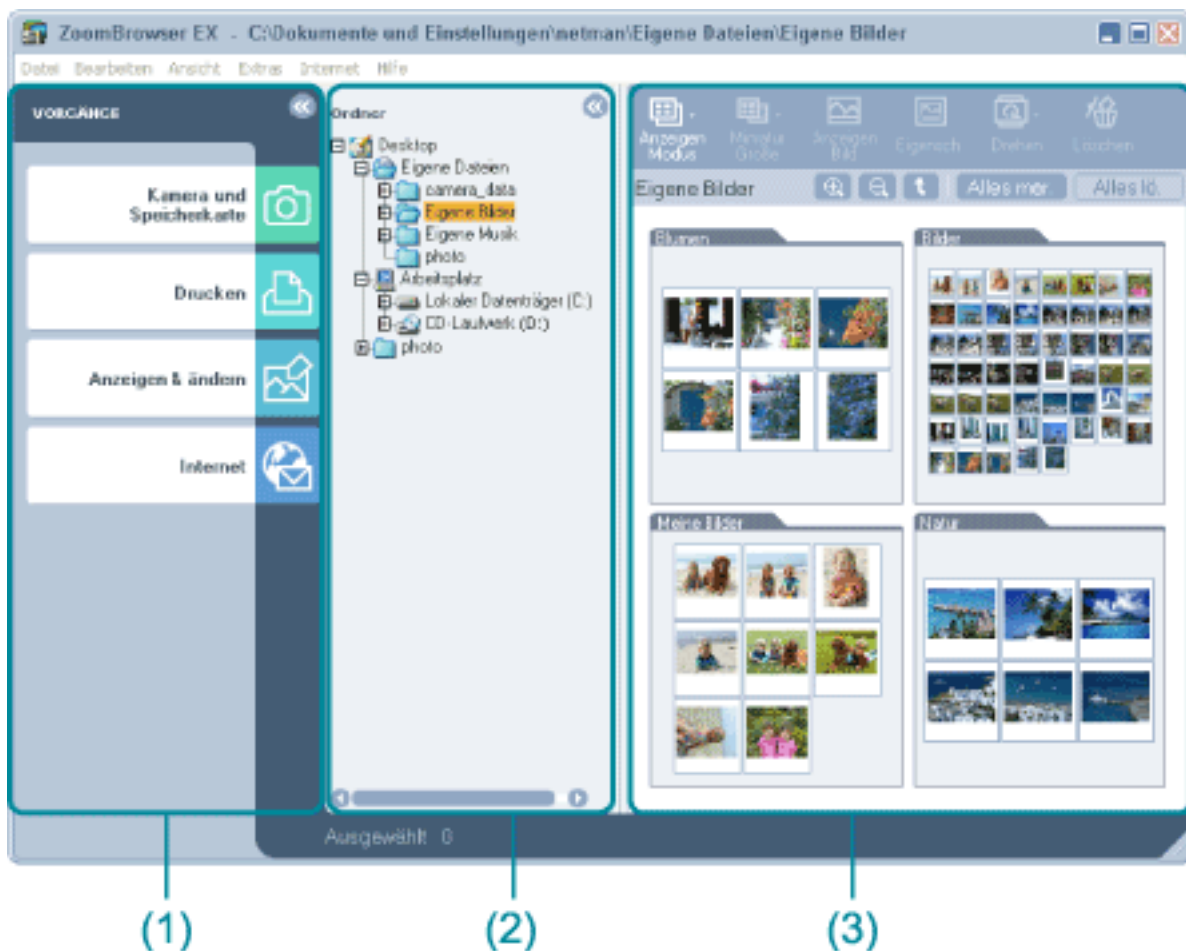 ZoomBrowser EX - C:\Dokumente und Einstellungen\netman\Eigene Dateien\Eigene Bilder
Datei Bearbeiten Ansicht Extras Internet Hilfe
VORGÄNGE
Kamera und
Speicherkarte
Drucken
Anzeigen & ändern
Internet
Ordner
Desktop
Eigene Dateien
camera_data
Eigene Bilder
Eigene Musik
photo
Arbeitsplatz
Lokaler Datenträger (C:)
CD-Laufwerk (D:)
photo
Anzeigen
Modus
Miniatur
Größe
Anzeigen
Bild
Eigensch.
Drehen
Löschen
Eigene Bilder
Alles mar.
Alles lö.
Blumen
Bilder
Meine Bilder
Natur
Ausgewählt 0
(1)
(2)
(3)